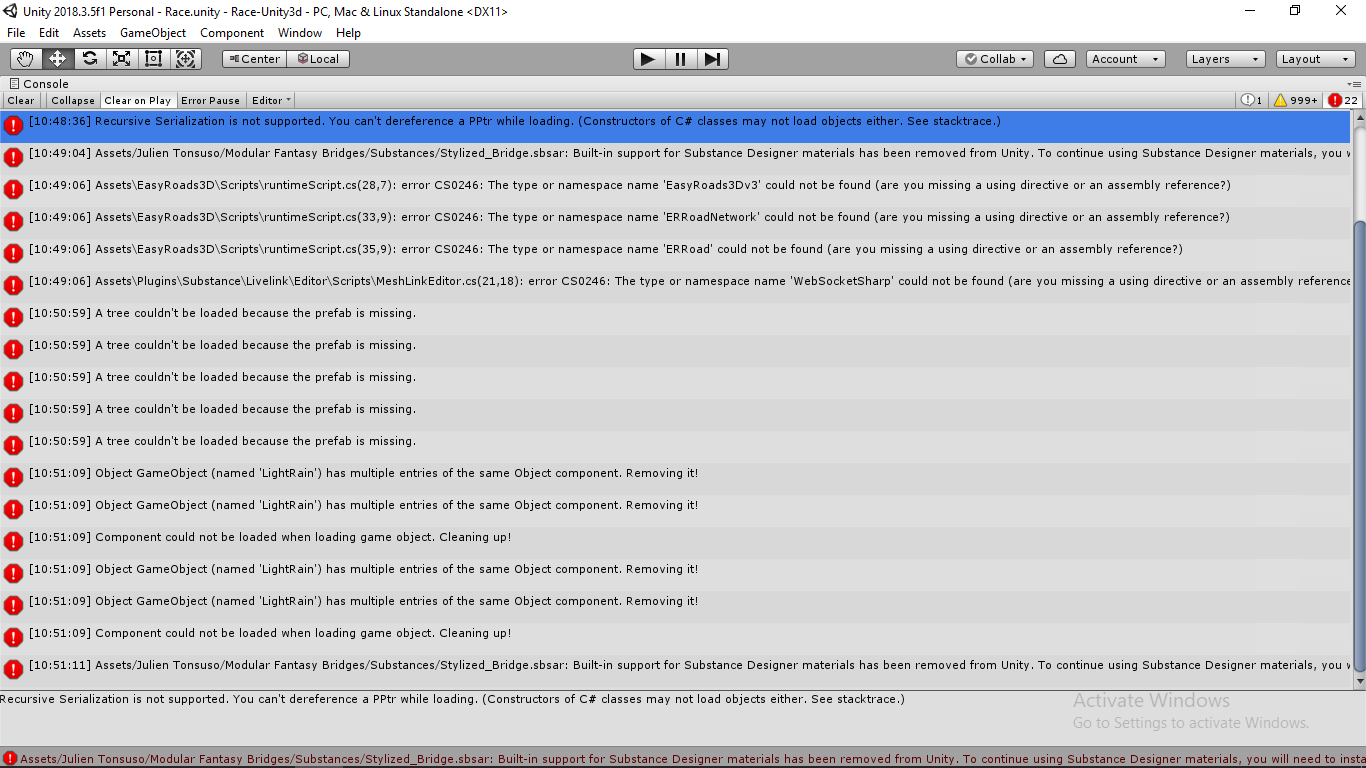 Unity 2018.3.5f1 Personal - Race.unity - Race-Unity3d - PC, Mac & Linux Standalone <DX11>
File Edit Assets GameObject Component Window Help
Center Local Collab Account Layers Layout
Console
Clear Collapse Clear on Play Error Pause Editor 1 999+ 22
[10:48:36] Recursive Serialization is not supported. You can't dereference a PPtr while loading. (Constructors of C# classes may not load objects either. See stacktrace.)
[10:49:04] Assets/Julien Tonsuso/Modular Fantasy Bridges/Substances/Stylized_Bridge.sbsar: Built-in support for Substance Designer materials has been removed from Unity. To continue using Substance Designer materials, you
[10:49:06] Assets\EasyRoads3D\Scripts\runtimeScript.cs(28,7): error CS0246: The type or namespace name 'EasyRoads3Dv3' could not be found (are you missing a using directive or an assembly reference?)
[10:49:06] Assets\EasyRoads3D\Scripts\runtimeScript.cs(33,9): error CS0246: The type or namespace name 'ERRoadNetwork' could not be found (are you missing a using directive or an assembly reference?)
[10:49:06] Assets\EasyRoads3D\Scripts\runtimeScript.cs(35,9): error CS0246: The type or namespace name 'ERRoad' could not be found (are you missing a using directive or an assembly reference?)
[10:49:06] Assets\Plugins\Substance\Livelink\Editor\Scripts\MeshLinkEditor.cs(21,18): error CS0246: The type or namespace name 'WebSocketSharp' could not be found (are you missing a using directive or an assembly reference
[10:50:59] A tree couldn't be loaded because the prefab is missing.
[10:50:59] A tree couldn't be loaded because the prefab is missing.
[10:50:59] A tree couldn't be loaded because the prefab is missing.
[10:50:59] A tree couldn't be loaded because the prefab is missing.
[10:50:59] A tree couldn't be loaded because the prefab is missing.
[10:51:09] Object GameObject (named 'LightRain') has multiple entries of the same Object component. Removing it!
[10:51:09] Object GameObject (named 'LightRain') has multiple entries of the same Object component. Removing it!
[10:51:09] Component could not be loaded when loading game object. Cleaning up!
[10:51:09] Object GameObject (named 'LightRain') has multiple entries of the same Object component. Removing it!
[10:51:09] Object GameObject (named 'LightRain') has multiple entries of the same Object component. Removing it!
[10:51:09] Component could not be loaded when loading game object. Cleaning up!
[10:51:11] Assets/Julien Tonsuso/Modular Fantasy Bridges/Substances/Stylized_Bridge.sbsar: Built-in support for Substance Designer materials has been removed from Unity. To continue using Substance Designer materials, you
Recursive Serialization is not supported. You can't dereference a PPtr while loading. (Constructors of C# classes may not load objects either. See stacktrace.)
Activate Windows
Go to Settings to activate Windows.
Assets/Julien Tonsuso/Modular Fantasy Bridges/Substances/Stylized_Bridge.sbsar: Built-in support for Substance Designer materials has been removed from Unity. To continue using Substance Designer materials, you will need to insta